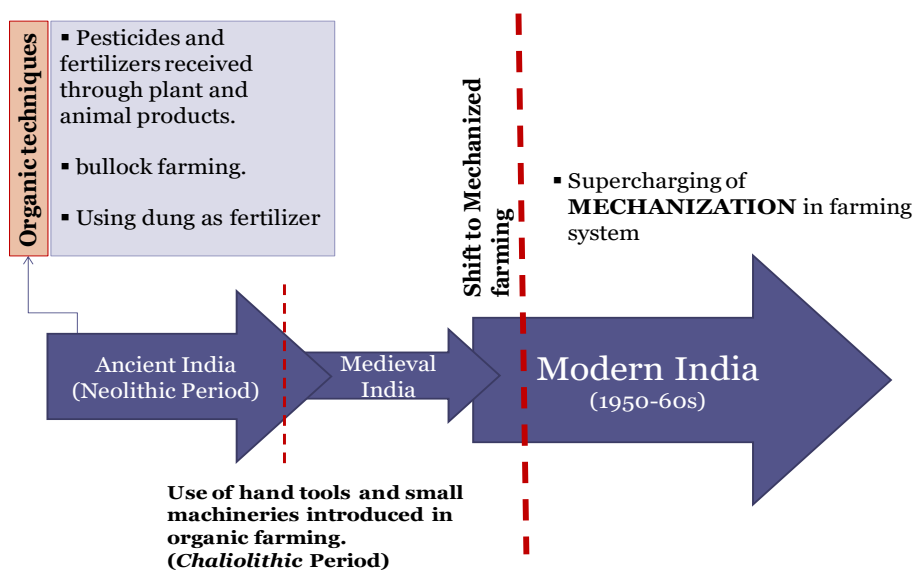 Organic techniques
▪ Pesticides and
fertilizers received
through plant and
animal products.
▪ bullock farming.
▪ Using dung as fertilizer
Shift to Mechanized
farming
▪ Supercharging of
MECHANIZATION in farming
system
Ancient India
(Neolithic Period)
Medieval
India
Modern India
(1950-60s)
Use of hand tools and small
machineries introduced in
organic farming.
(Chaliolithic Period)